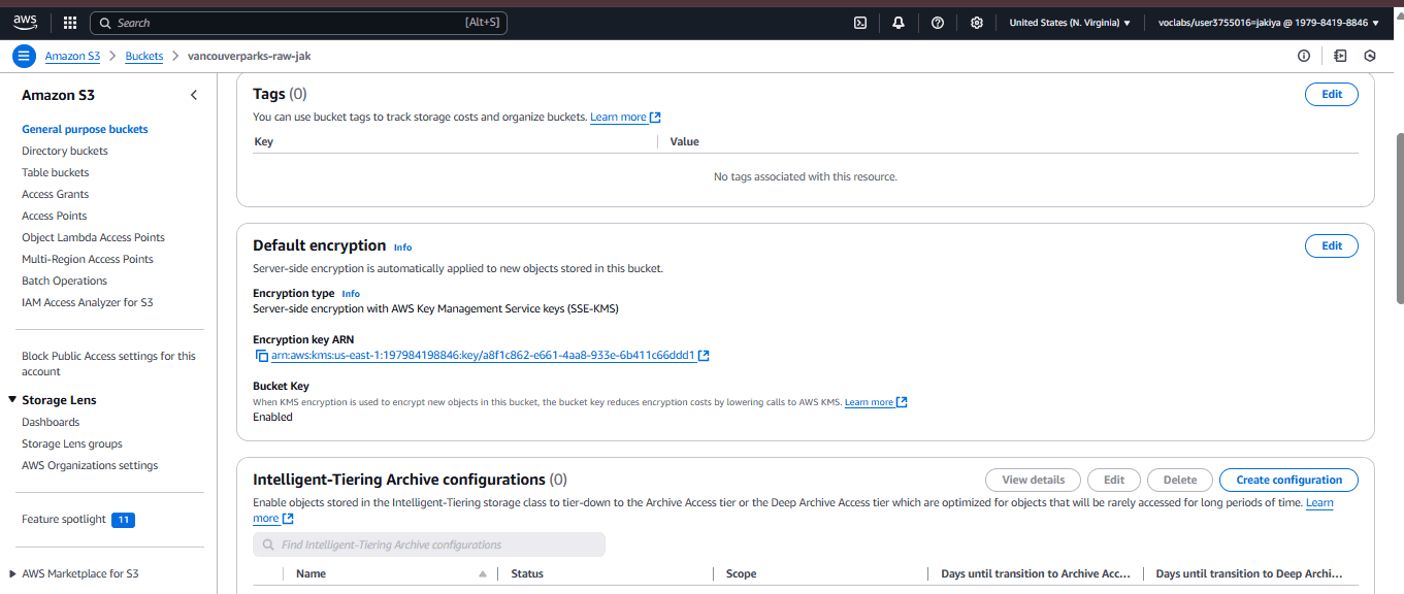 aws
Search [Alt+S]
United States (N. Virginia) ▼ voclabs/user3755016=jakiya @ 1979-8419-8846 ▼
Amazon S3 > Buckets > vancouverparks-raw-jak
Amazon S3
General purpose buckets
Directory buckets
Table buckets
Access Grants
Access Points
Object Lambda Access Points
Multi-Region Access Points
Batch Operations
IAM Access Analyzer for S3
Block Public Access settings for this
account
Storage Lens
Dashboards
Storage Lens groups
AWS Organizations settings
Feature spotlight 11
AWS Marketplace for S3
Tags (0)
Edit
You can use bucket tags to track storage costs and organize buckets. Learn more
Key Value
No tags associated with this resource.
Default encryption Info
Edit
Server-side encryption is automatically applied to new objects stored in this bucket.
Encryption type Info
Server-side encryption with AWS Key Management Service keys (SSE-KMS)
Encryption key ARN
arn:aws:kms:us-east-1:197984198846:key/a8f1c862-e661-4aa8-933e-6b411c66ddd1
Bucket Key
When KMS encryption is used to encrypt new objects in this bucket, the bucket key reduces encryption costs by lowering calls to AWS KMS. Learn more
Enabled
Intelligent-Tiering Archive configurations (0)
View details Edit Delete Create configuration
Enable objects stored in the Intelligent-Tiering storage class to tier-down to the Archive Access tier or the Deep Archive Access tier which are optimized for objects that will be rarely accessed for long periods of time. Learn
more
Find Intelligent-Tiering Archive configurations
Name Status Scope Days until transition to Archive Acc... Days until transition to Deep Archi...